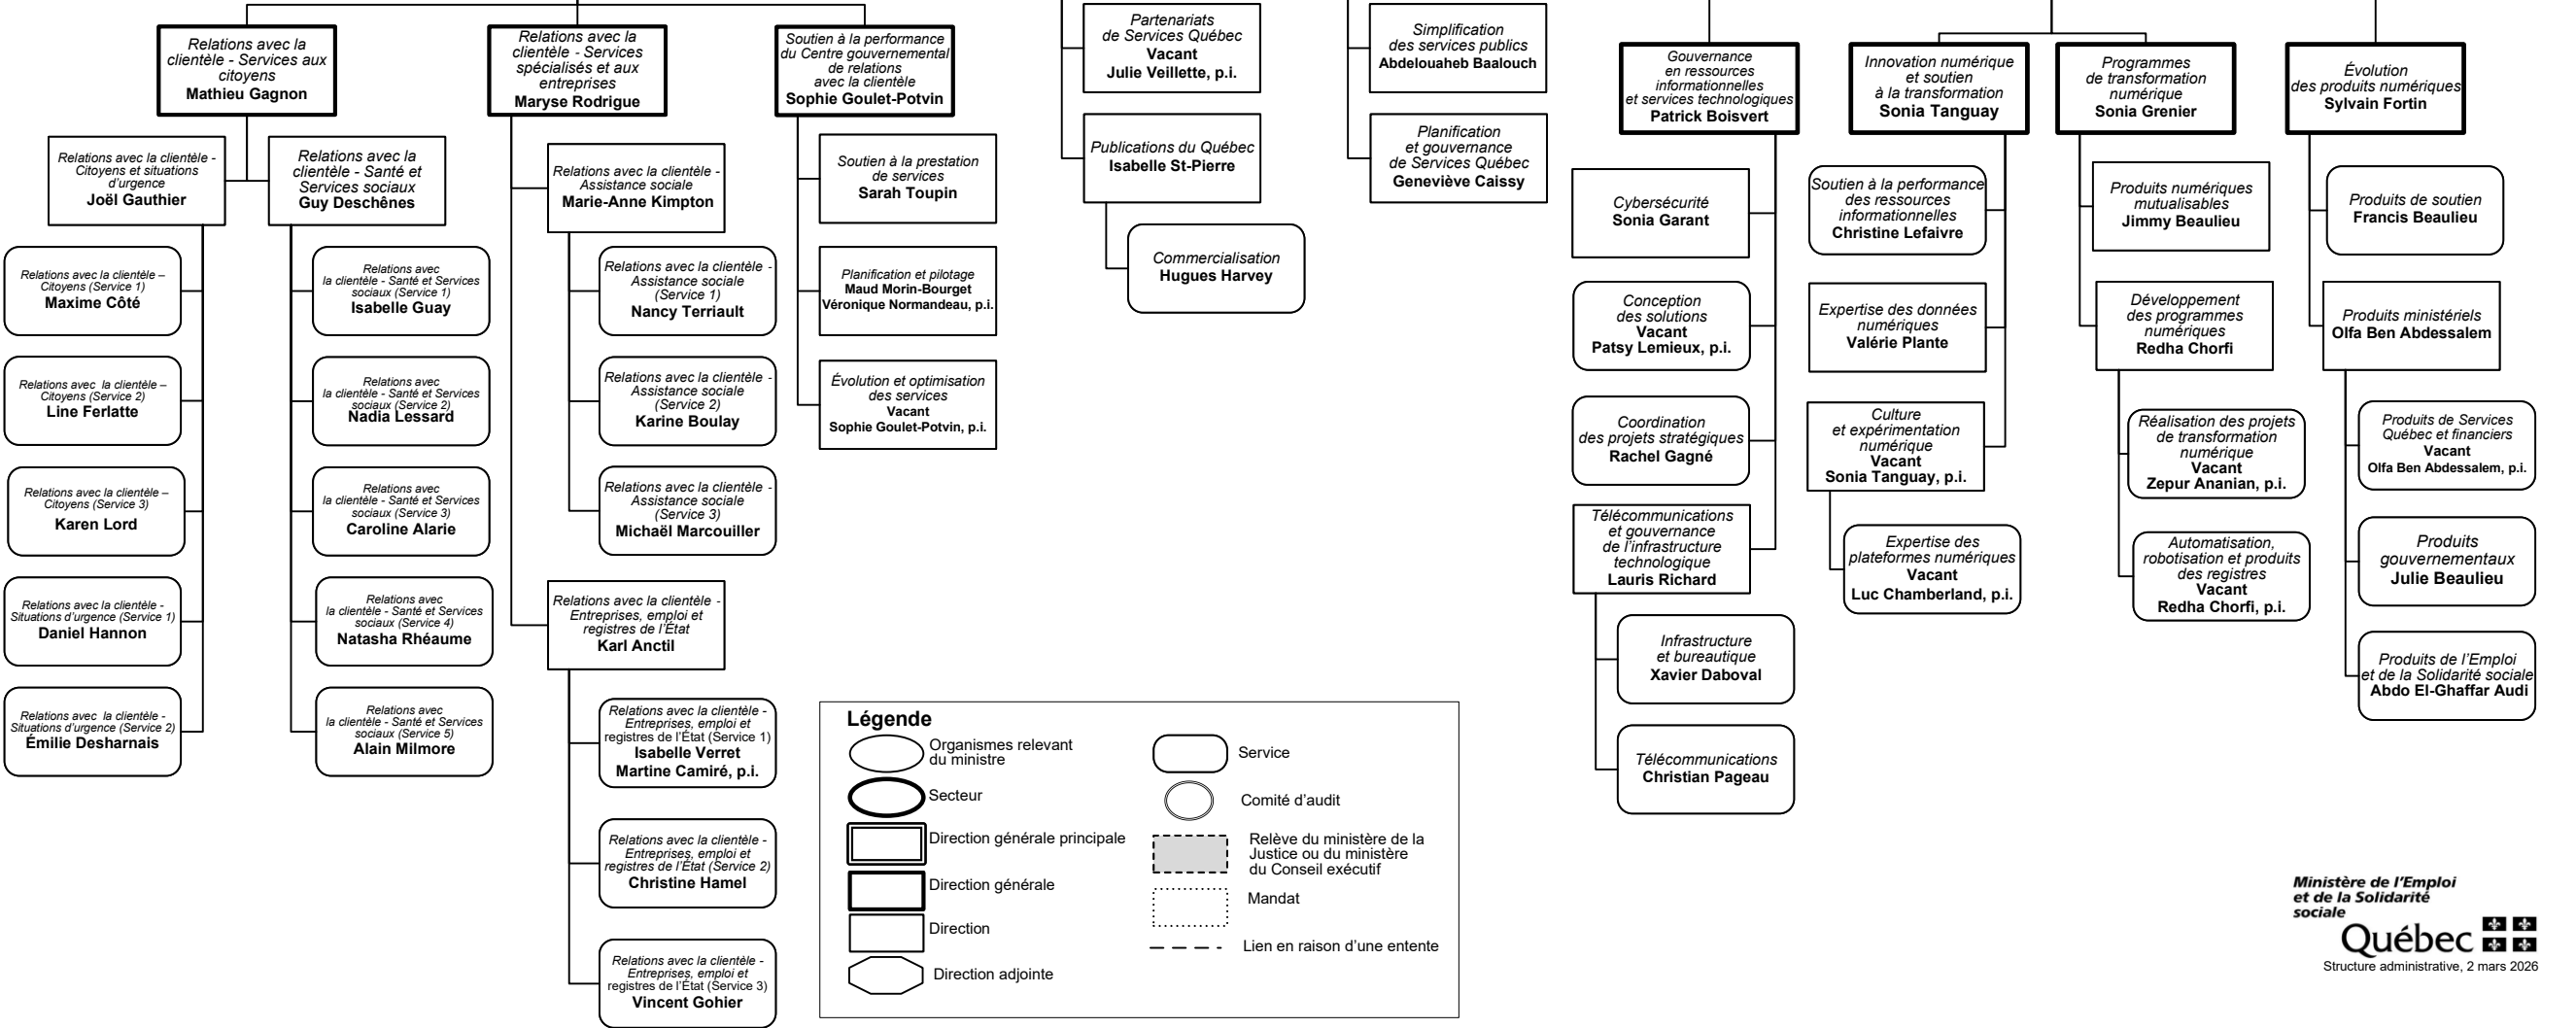 Relations avec la
clientèle - Services aux
citoyens
Mathieu Gagnon
Relations avec la clientèle -
Citoyens et situations
d'urgence
Joël Gauthier
Relations avec la
clientèle - Santé et
Services sociaux
Guy Deschênes
Relations avec la clientèle –
Citoyens (Service 1)
Maxime Côté
Relations avec  la clientèle –
Citoyens (Service 2)
Line Ferlatte
Relations avec la clientèle –
Citoyens (Service 3)
Karen Lord
Relations avec la clientèle -
Situations d'urgence (Service 1)
Daniel Hannon
Relations avec  la clientèle -
Situations d'urgence (Service 2)
Émilie Desharnais
Relations avec
la clientèle - Santé et Services
sociaux (Service 1)
Isabelle Guay
Relations avec
la clientèle - Santé et Services
sociaux (Service 2)
Nadia Lessard
Relations avec
la clientèle - Santé et Services
sociaux (Service 3)
Caroline Alarie
Relations avec
la clientèle - Santé et Services
sociaux (Service 4)
Natasha Rhéaume
Relations avec
la clientèle - Santé et Services
sociaux (Service 5)
Alain Milmore
Relations avec la
clientèle - Services
spécialisés et aux
entreprises
Maryse Rodrigue
Relations avec la clientèle -
Assistance sociale
Marie-Anne Kimpton
Relations avec la clientèle -
Assistance sociale
(Service 1)
Nancy Terriault
Relations avec la clientèle -
Assistance sociale
(Service 2)
Karine Boulay
Relations avec la clientèle -
Assistance sociale
(Service 3)
Michaël Marcouiller
Relations avec la clientèle -
Entreprises, emploi et
registres de l'État
Karl Anctil
Relations avec la clientèle -
Entreprises, emploi et
registres de l'État (Service 1)
Isabelle Verret
Martine Camiré, p.i.
Relations avec la clientèle -
Entreprises, emploi et
registres de l'État (Service 2)
Christine Hamel
Relations avec la clientèle -
Entreprises, emploi et
registres de l'État (Service 3)
Vincent Gohier
Soutien à la performance
du Centre gouvernemental
de relations
avec la clientèle
Sophie Goulet-Potvin
Soutien à la prestation
de services
Sarah Toupin
Planification et pilotage
Maud Morin-Bourget
Véronique Normandeau, p.i.
Évolution et optimisation
des services
Vacant
Sophie Goulet-Potvin, p.i.
Partenariats
de Services Québec
Vacant
Julie Veillette, p.i.
Publications du Québec
Isabelle St-Pierre
Commercialisation
Hugues Harvey
Simplification
des services publics
Abdelouaheb Baalouch
Planification
et gouvernance
de Services Québec
Geneviève Caissy
Gouvernance
en ressources
informationnelles
et services technologiques
Patrick Boisvert
Cybersécurité
Sonia Garant
Conception
des solutions
Vacant
Patsy Lemieux, p.i.
Coordination
des projets stratégiques
Rachel Gagné
Télécommunications
et gouvernance
de l'infrastructure
technologique
Lauris Richard
Infrastructure
et bureautique
Xavier Daboval
Télécommunications
Christian Pageau
Innovation numérique
et soutien
à la transformation
Sonia Tanguay
Soutien à la performance
des ressources
informationnelles
Christine Lefaivre
Expertise des données
numériques
Valérie Plante
Culture
et expérimentation
numérique
Vacant
Sonia Tanguay, p.i.
Expertise des
plateformes numériques
Vacant
Luc Chamberland, p.i.
Programmes
de transformation
numérique
Sonia Grenier
Produits numériques
mutualisables
Jimmy Beaulieu
Développement
des programmes
numériques
Redha Chorfi
Réalisation des projets
de transformation
numérique
Vacant
Zepur Ananian, p.i.
Automatisation,
robotisation et produits
des registres
Vacant
Redha Chorfi, p.i.
Évolution
des produits numériques
Sylvain Fortin
Produits de soutien
Francis Beaulieu
Produits ministériels
Olfa Ben Abdessalem
Produits de Services
Québec et financiers
Vacant
Olfa Ben Abdessalem, p.i.
Produits
gouvernementaux
Julie Beaulieu
Produits de l'Emploi
et de la Solidarité sociale
Abdo El-Ghaffar Audi
Légende
Organismes relevant
du ministre
Secteur
Direction générale principale
Direction générale
Direction
Direction adjointe
Service
Comité d'audit
Relève du ministère de la
Justice ou du ministère
du Conseil exécutif
Mandat
Lien en raison d'une entente
Ministère de l'Emploi
et de la Solidarité
sociale
Québec
Structure administrative, 2 mars 2026